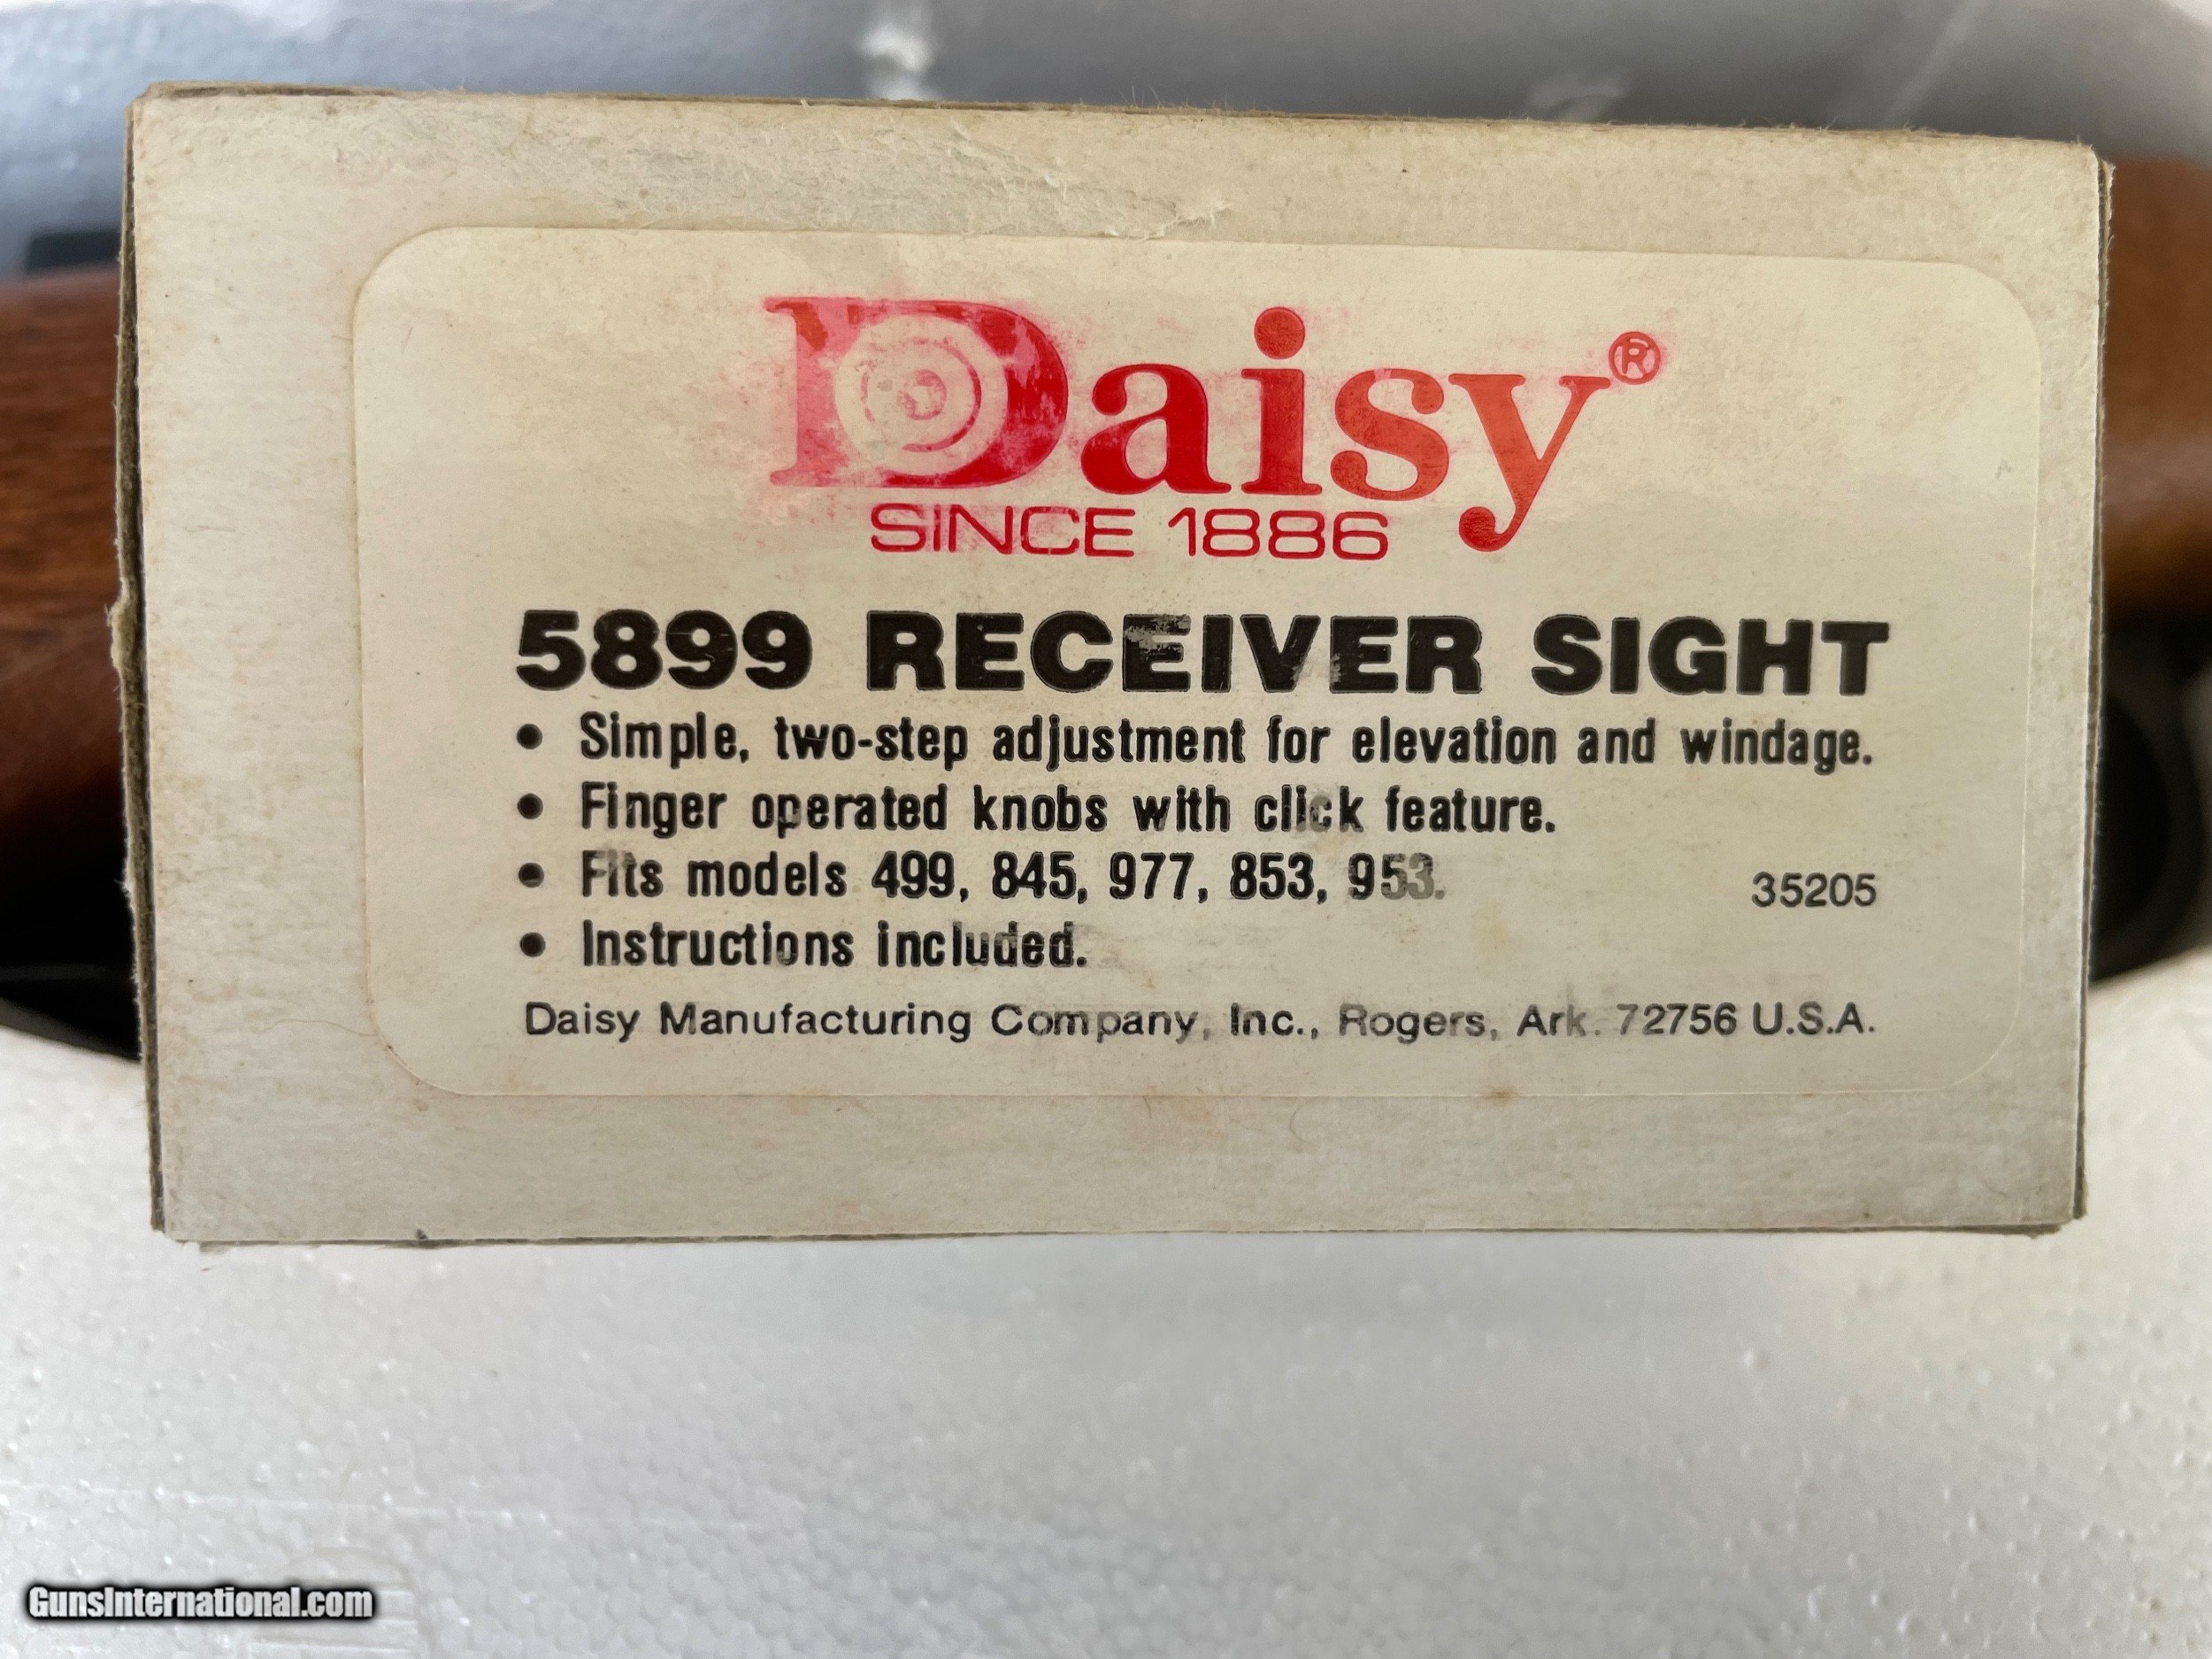 Daisy®
SINCE 1886
5899 RECEIVER SIGHT
• Simple, two-step adjustment for elevation and windage.
• Finger operated knobs with click feature.
• Fits models 499, 845, 977, 853, 953.
35205
• Instructions included.
Daisy Manufacturing Company, Inc., Rogers, Ark. 72756 U.S.A.
GunsInternational.com